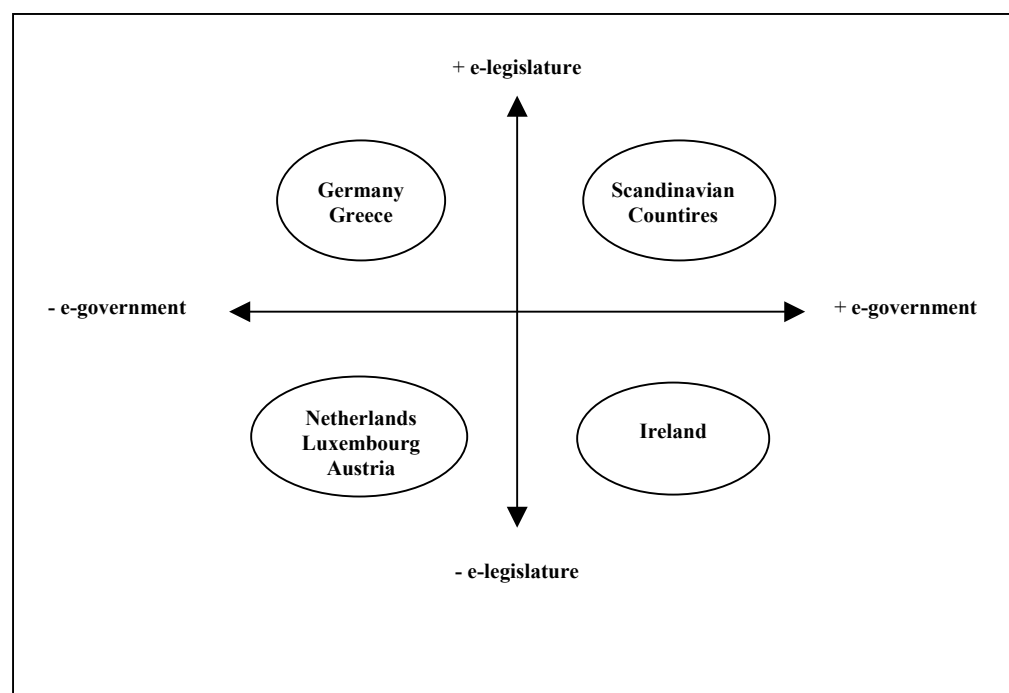 + e-legislature
Germany
Greece
Scandinavian
Countires
- e-government
+ e-government
Netherlands
Luxembourg
Austria
Ireland
- e-legislature